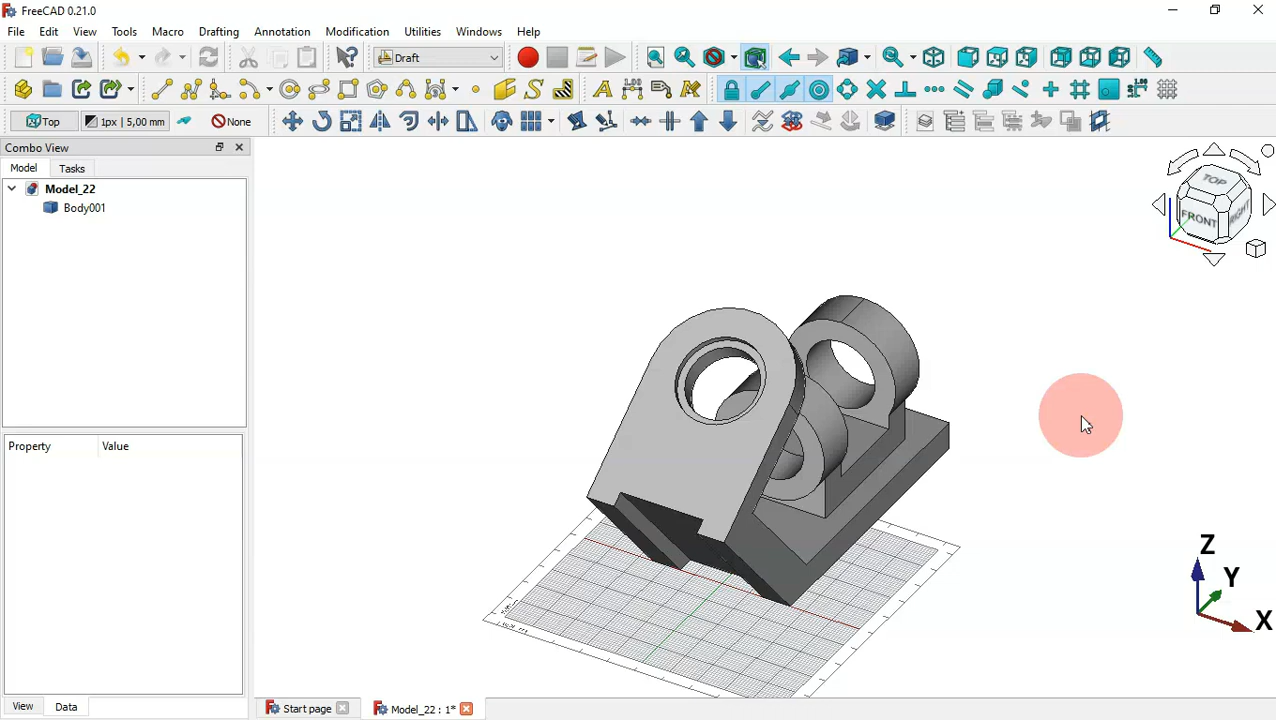 FreeCAD 0.21.0
File Edit View Tools Macro Drafting Annotation Modification Utilities Windows Help
Draft
Top 1px | 5,00 mm None
Combo View
Model Tasks
Model_22
Body001
Property Value
View Data
TOP
FRONT RIGHT
Z
Y
X
Start page Model_22 : 1*